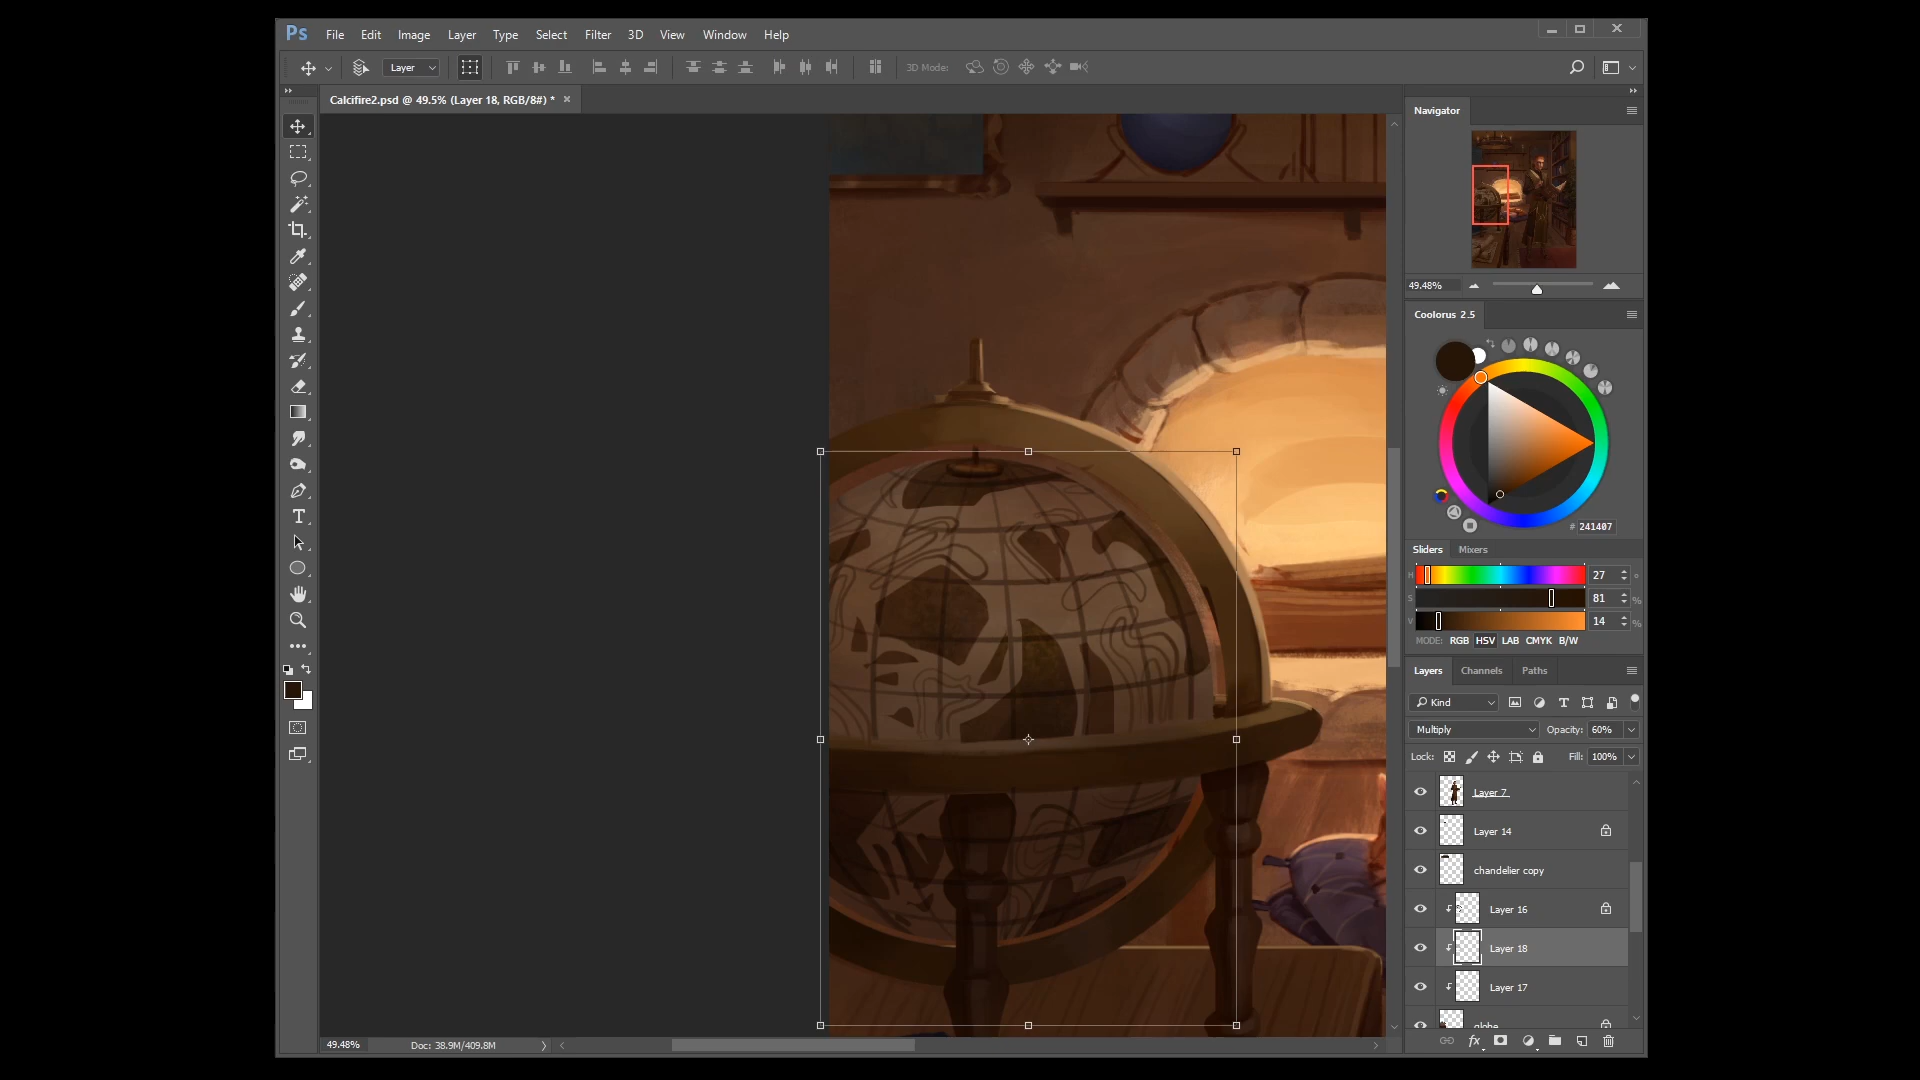 Ps File Edit Image Layer Type Select Filter 3D View Window Help
Layer 3D Mode:
Calcifire2.psd @ 49.5% (Layer 18, RGB/8#) * ×
Navigator
49.48%
Coolorus 2.5
# 241407
Sliders Mixers
H 27 °
S 81 %
V 14 %
MODE: RGB HSV LAB CMYK B/W
Layers Channels Paths
Kind
Multiply Opacity: 60%
Lock: Fill: 100%
Layer 7
Layer 14
chandelier copy
Layer 16
Layer 18
Layer 17
globe
49.48% Doc: 38.9M/409.8M
fx